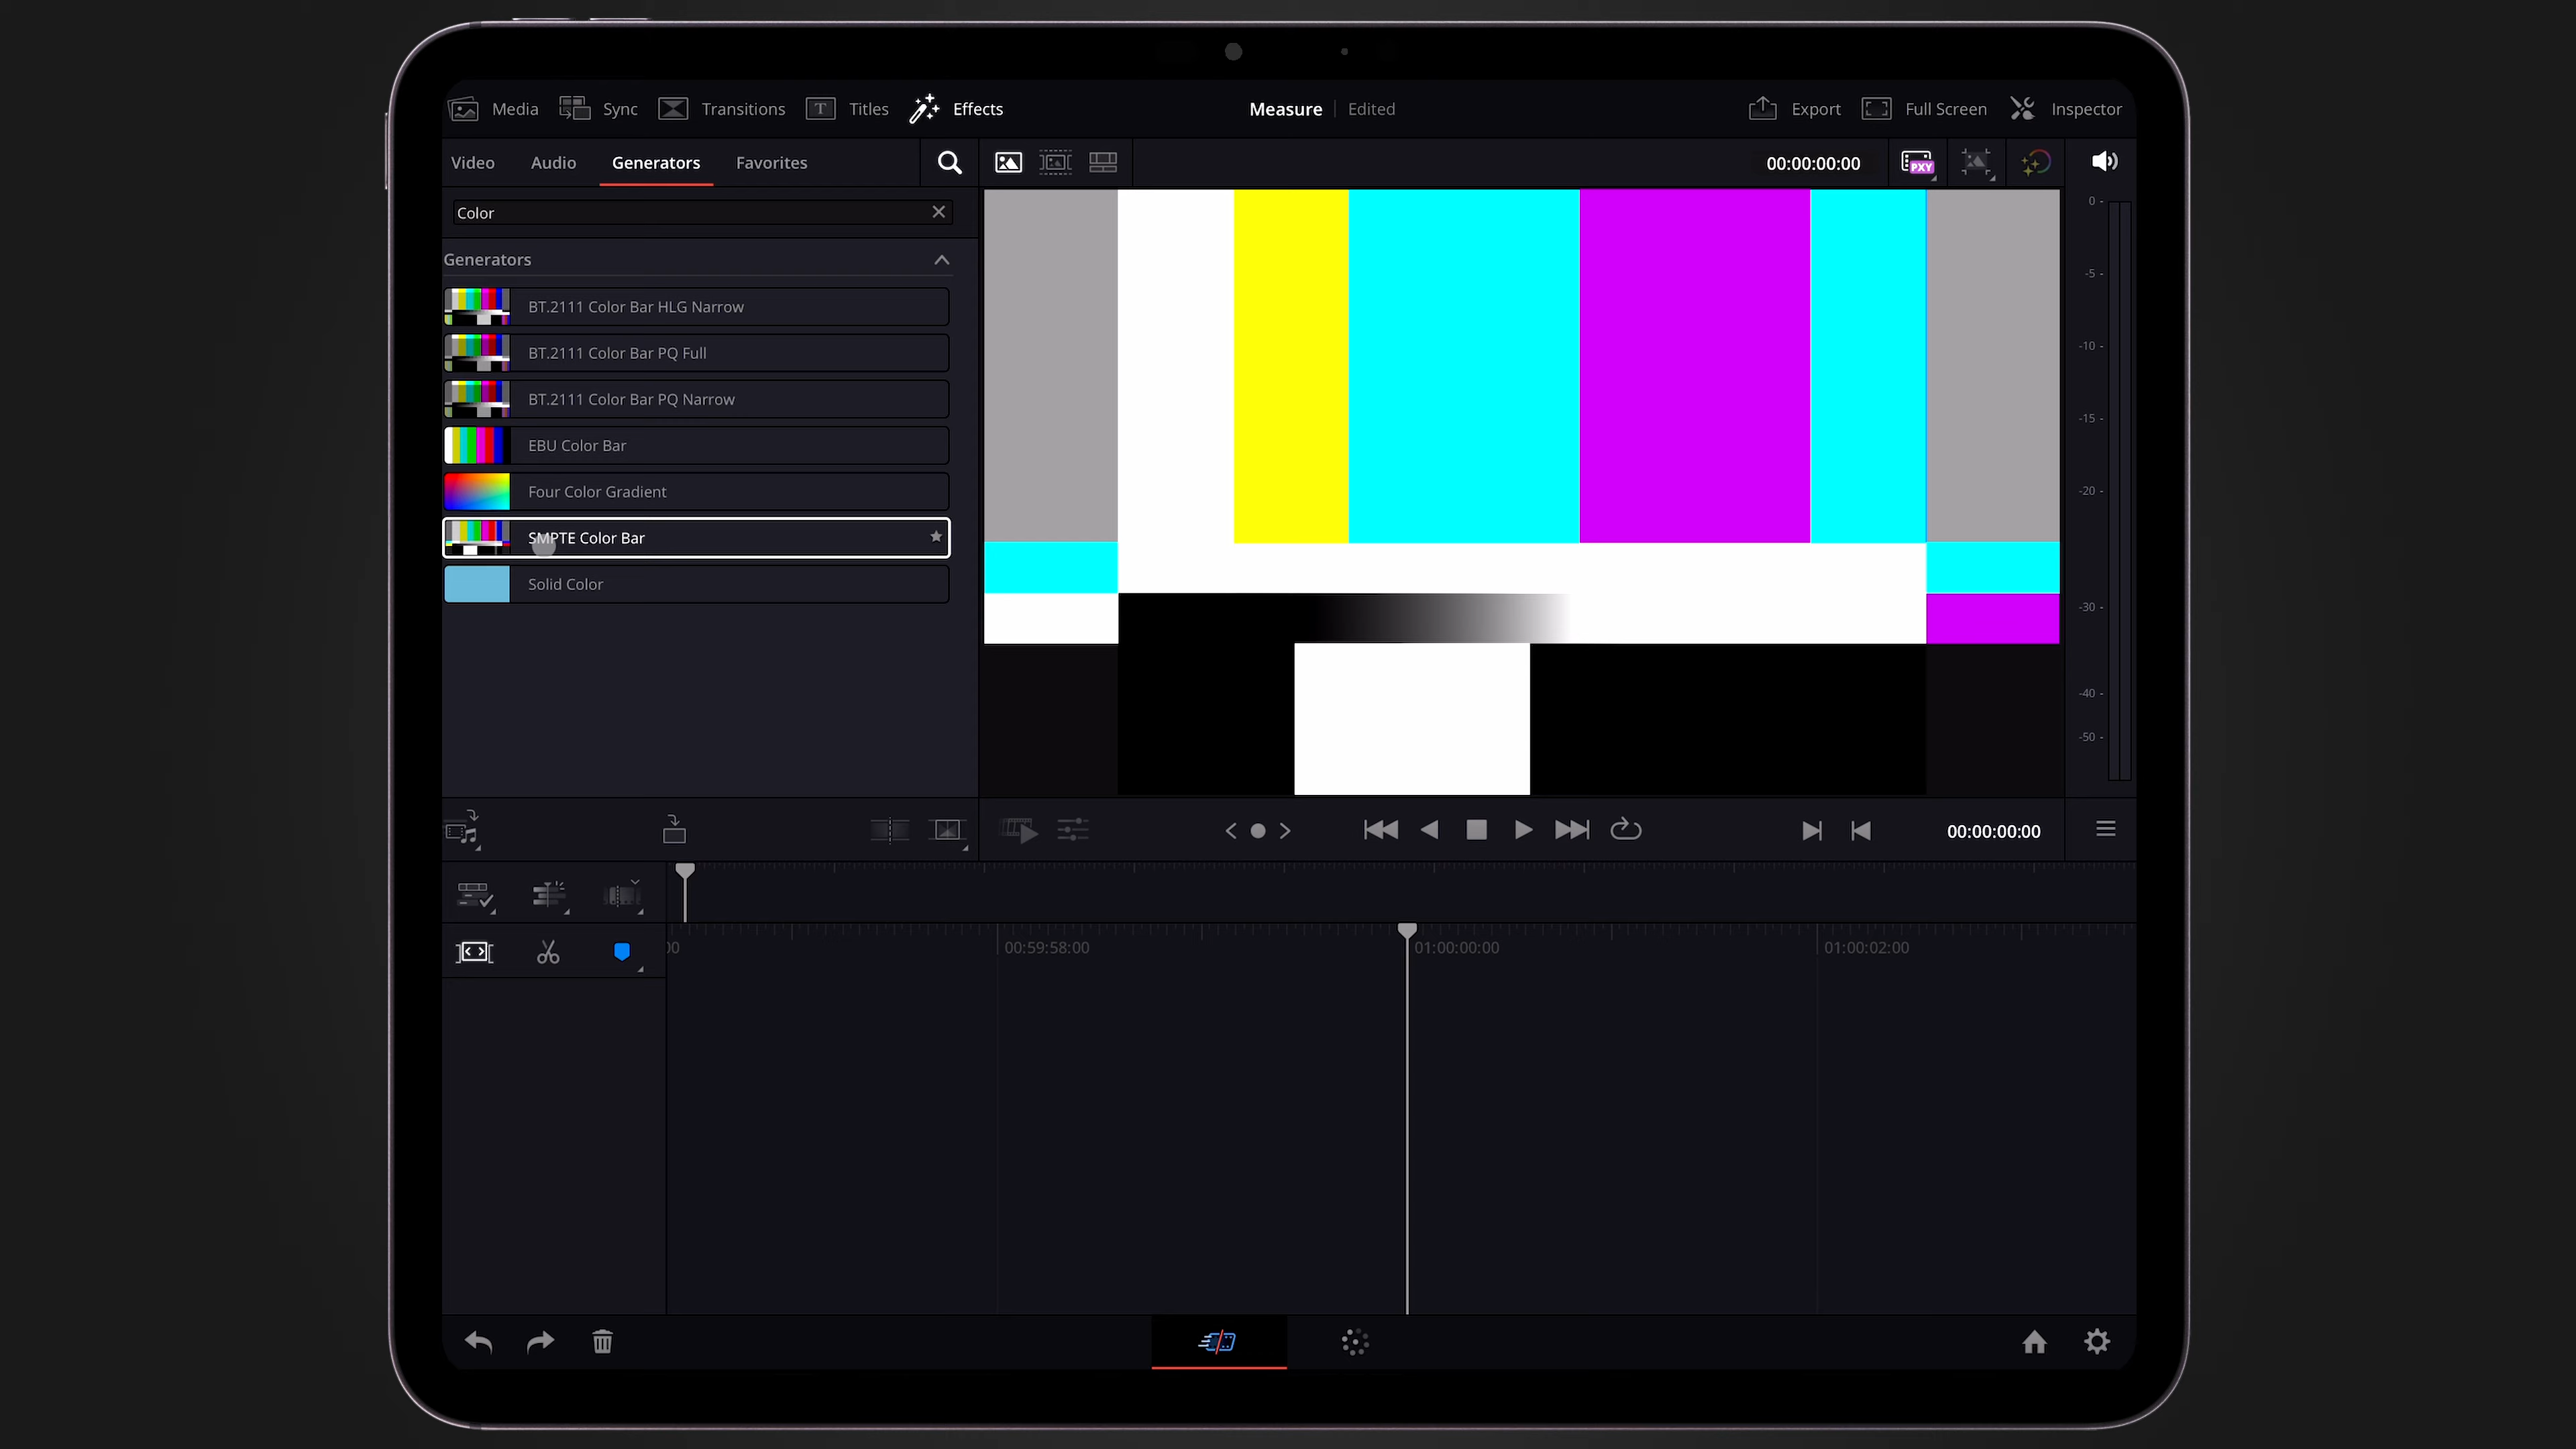 Media Sync Transitions T Titles Effects Measure Edited Export Full Screen Inspector
Video Audio Generators Favorites 00:00:00:00 PXY
Color
Generators
BT.2111 Color Bar HLG Narrow
BT.2111 Color Bar PQ Full
BT.2111 Color Bar PQ Narrow
EBU Color Bar
Four Color Gradient
SMPTE Color Bar
Solid Color
0 -
-5 -
-10 -
-15 -
-20 -
-30 -
-40 -
-50 -
00:00:00:00
00 00:59:58:00 01:00:00:00 01:00:02:00